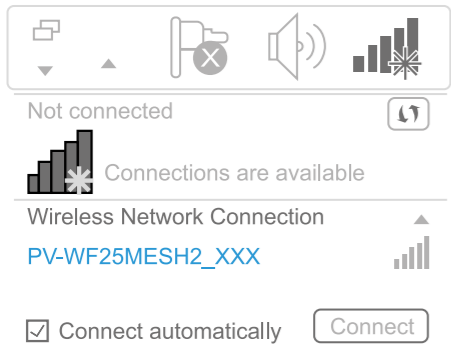 X
Not connected
Connections are available
Wireless Network Connection
PV-WF25MESH2_XXX
Connect automatically
Connect